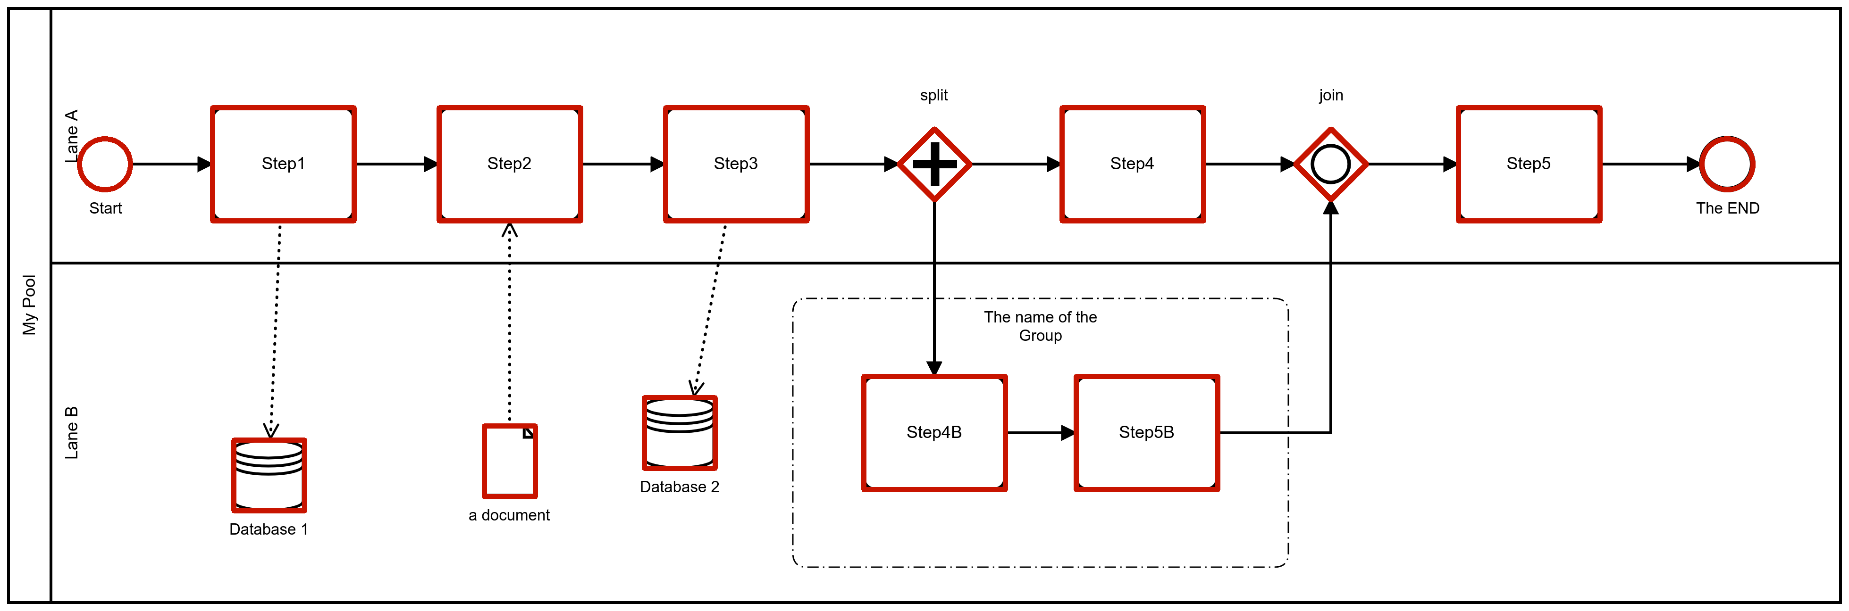 My Pool
Lane A
split
join
Step1
Step2
Step3
Step4
Step5
Start
The END
Lane B
The name of the
Group
Step4B
Step5B
Database 2
a document
Database 1